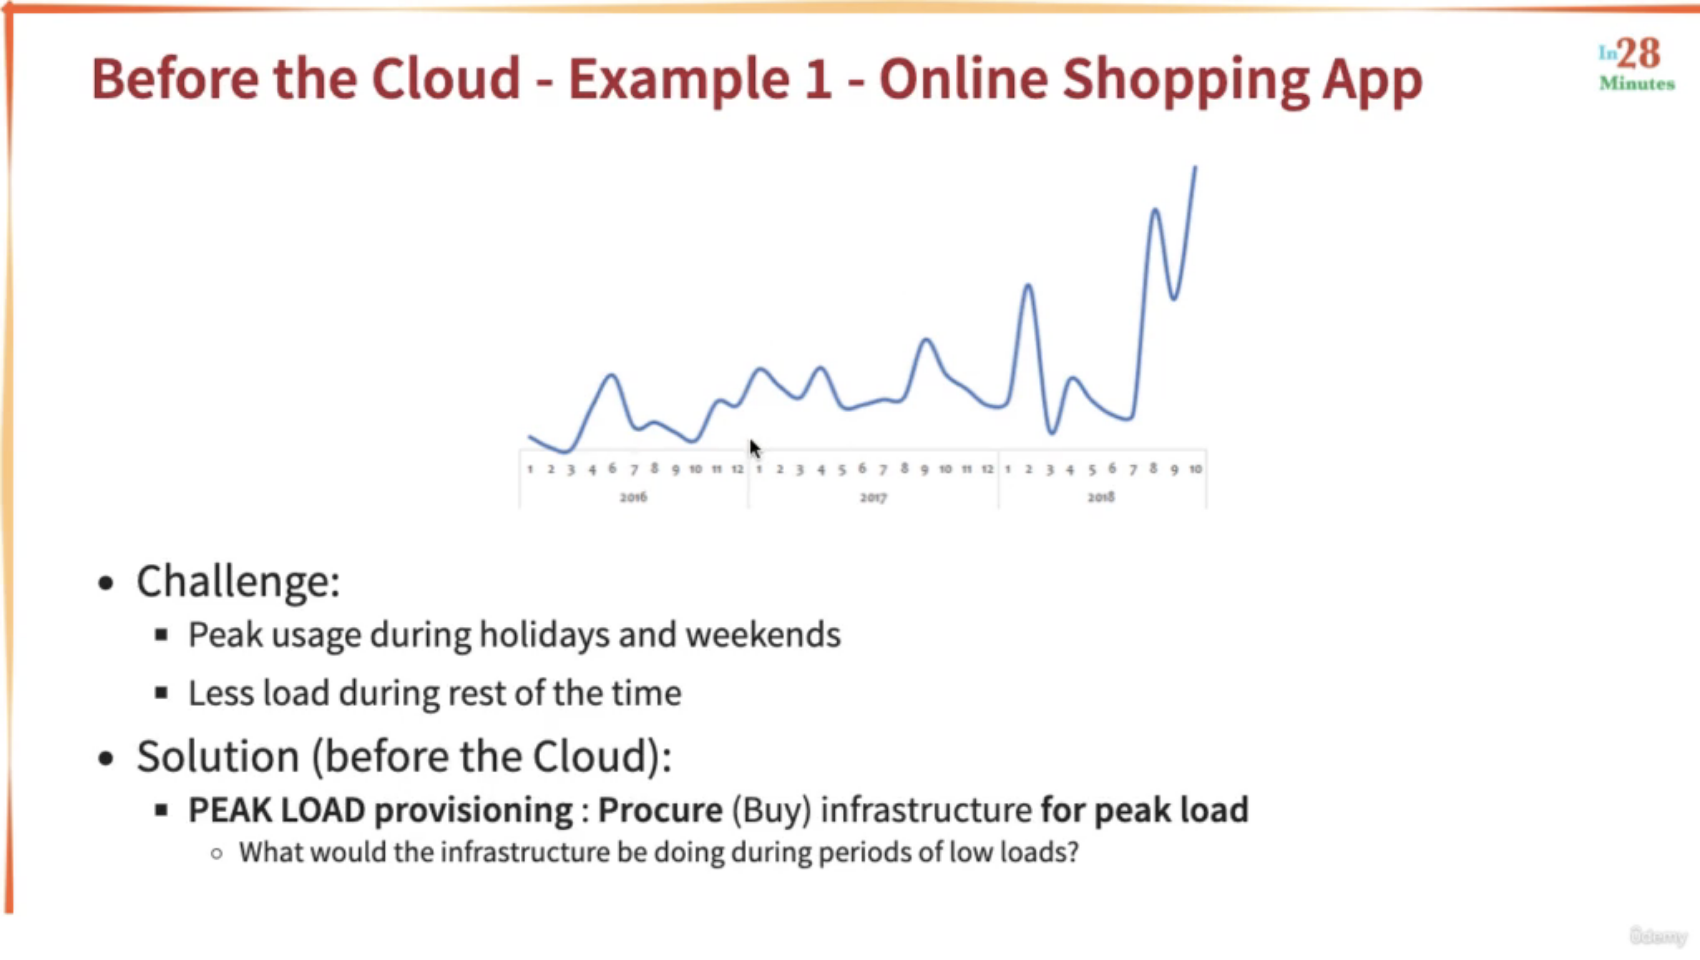 Before the Cloud - Example 1 - Online Shopping App
In28
Minutes
1 2 3 4 6 7 8 9 10 11 12 1 2 3 4 5 6 7 8 9 10 11 12 1 2 3 4 5 6 7 8 9 10
2016 2017 2018
• Challenge:
▪ Peak usage during holidays and weekends
▪ Less load during rest of the time
• Solution (before the Cloud):
▪ PEAK LOAD provisioning : Procure (Buy) infrastructure for peak load
○ What would the infrastructure be doing during periods of low loads?
ûdemy